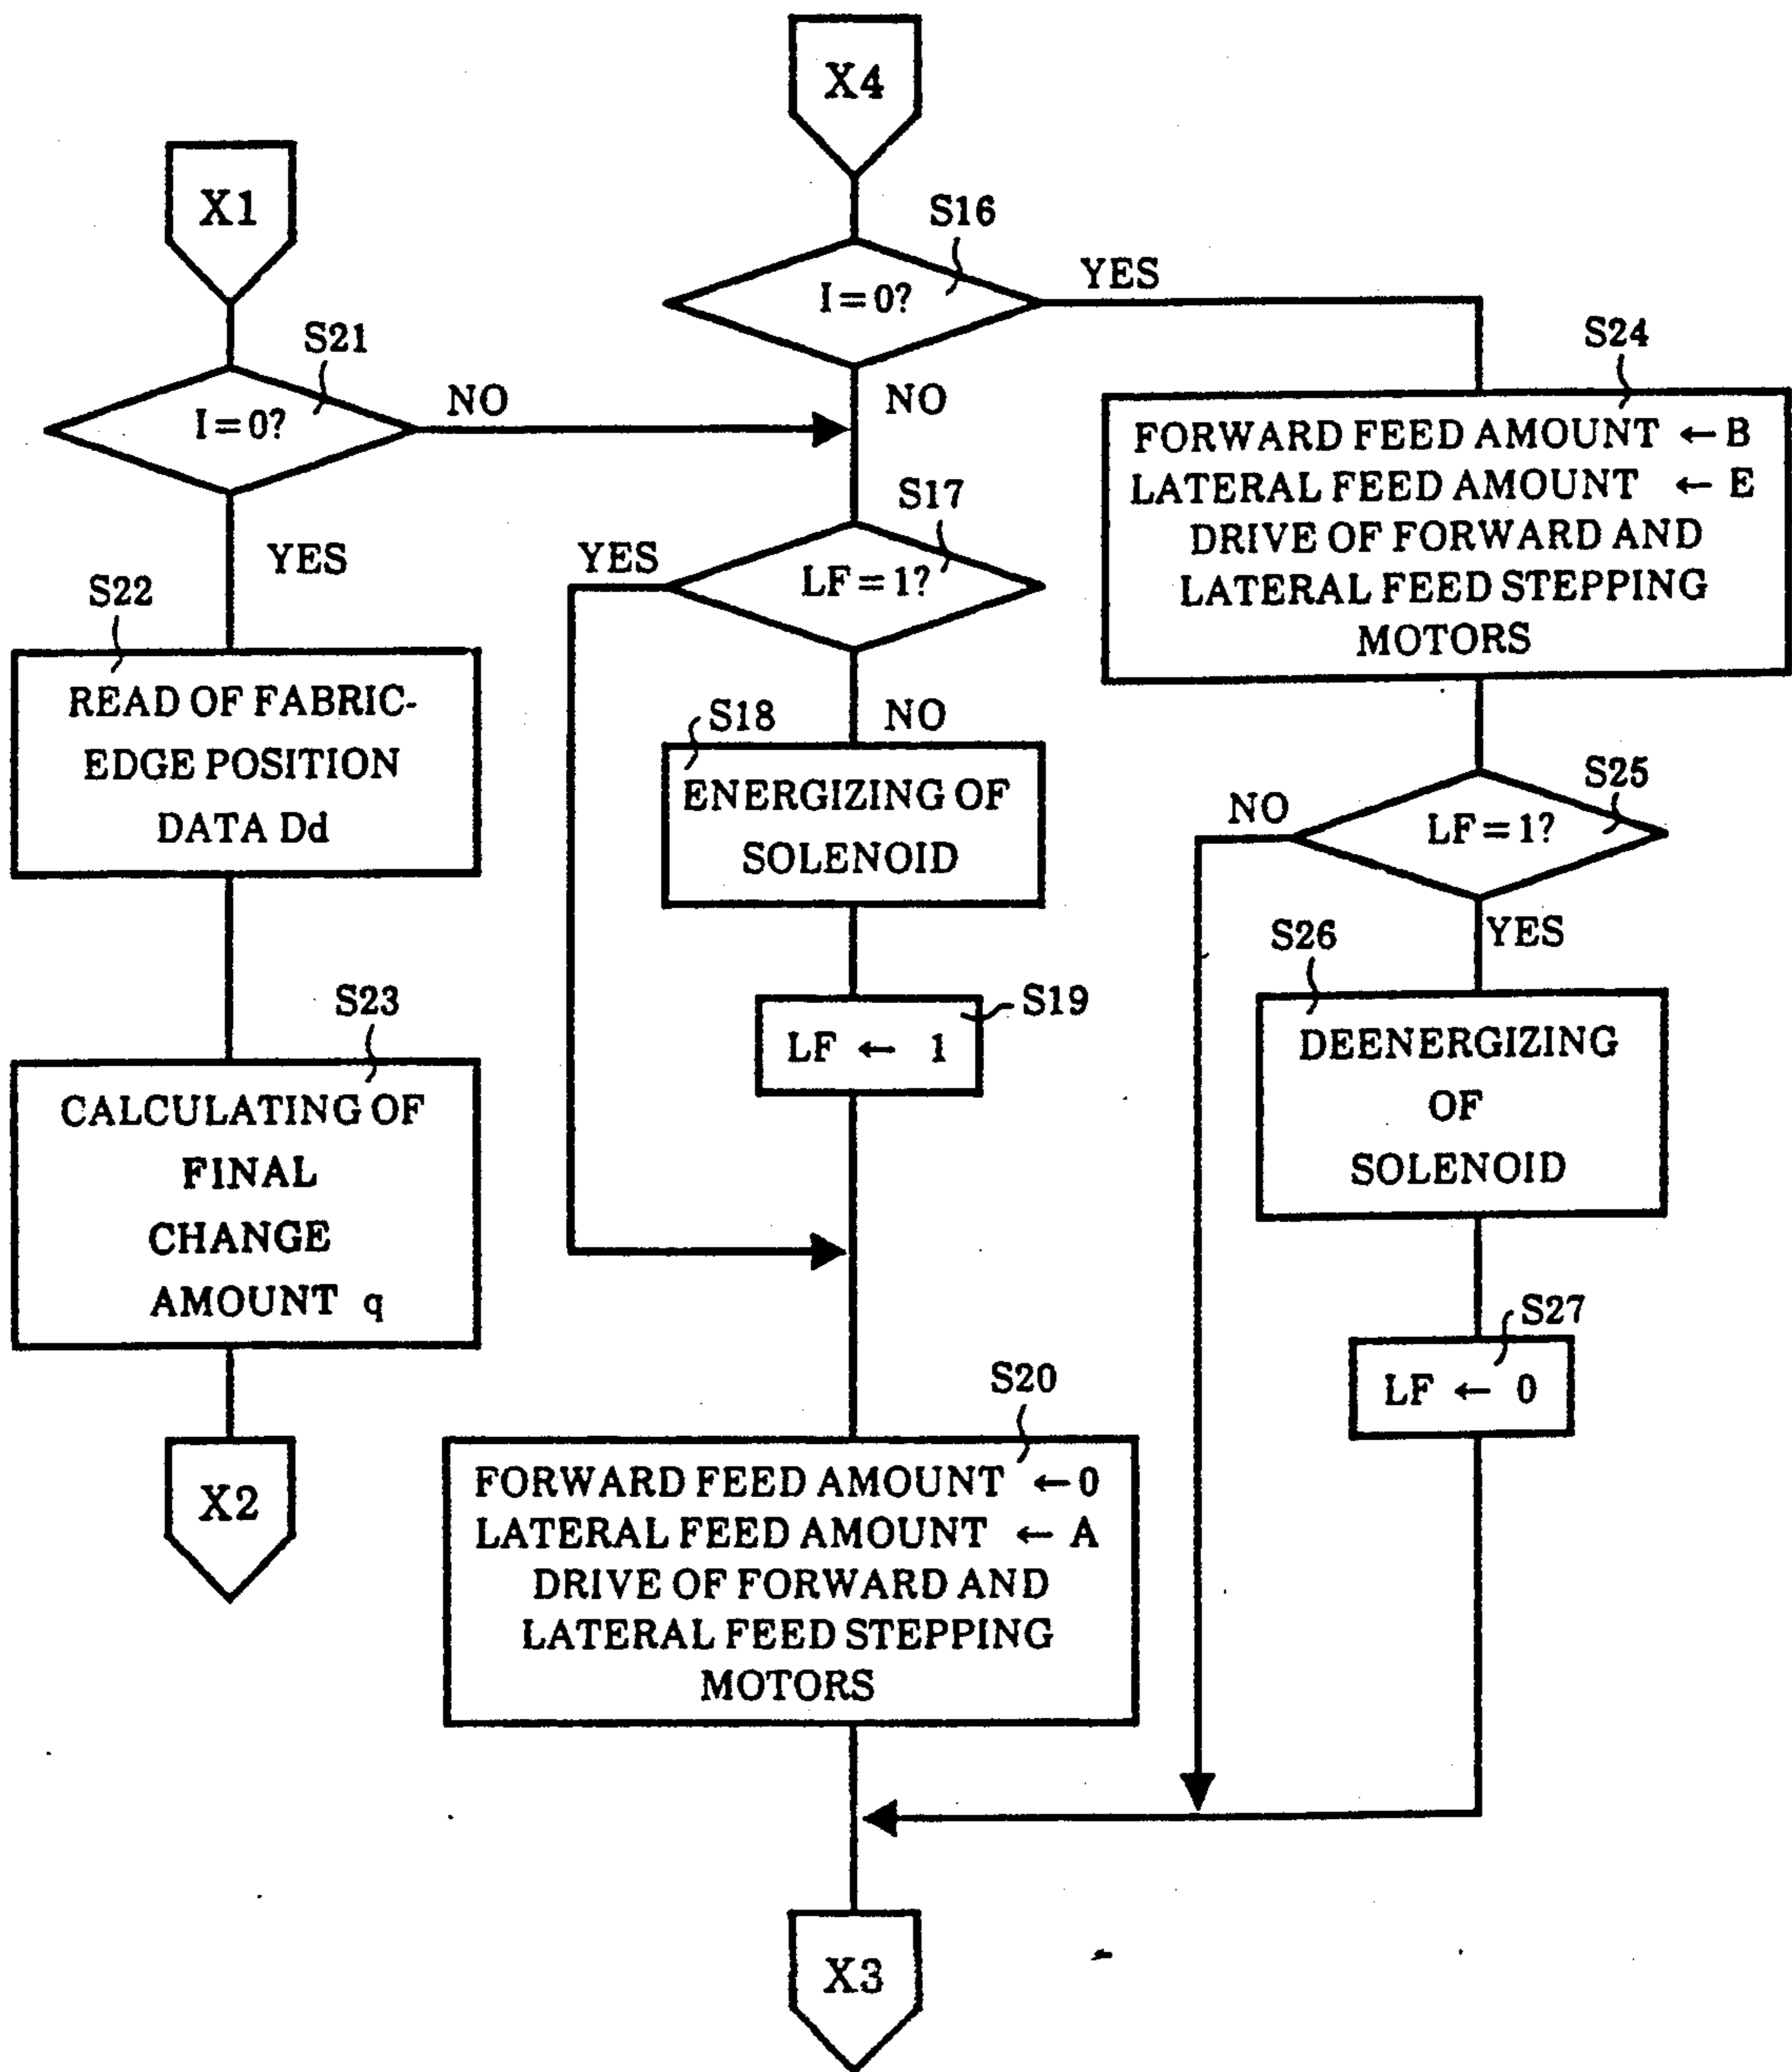 X4
X1
S16
I=0?
YES
NO
S21
I=0?
NO
YES
S22
READ OF FABRIC-
EDGE POSITION
DATA Dd
S23
CALCULATING OF
FINAL
CHANGE
AMOUNT q
X2
S17
YES
LF=1?
NO
S18
ENERGIZING OF
SOLENOID
S19
LF ← 1
S20
FORWARD FEED AMOUNT ←0
LATERAL FEED AMOUNT ← A
DRIVE OF FORWARD AND
LATERAL FEED STEPPING
MOTORS
S24
FORWARD FEED AMOUNT ←B
LATERAL FEED AMOUNT ← E
DRIVE OF FORWARD AND
LATERAL FEED STEPPING
MOTORS
S25
NO
LF=1?
YES
S26
DEENERGIZING
OF
SOLENOID
S27
LF ← 0
X3